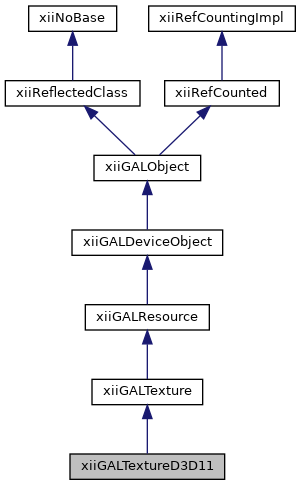 xiiNoBase
xiiRefCountingImpl
xiiReflectedClass
xiiRefCounted
xiiGALObject
xiiGALDeviceObject
xiiGALResource
xiiGALTexture
xiiGALTextureD3D11